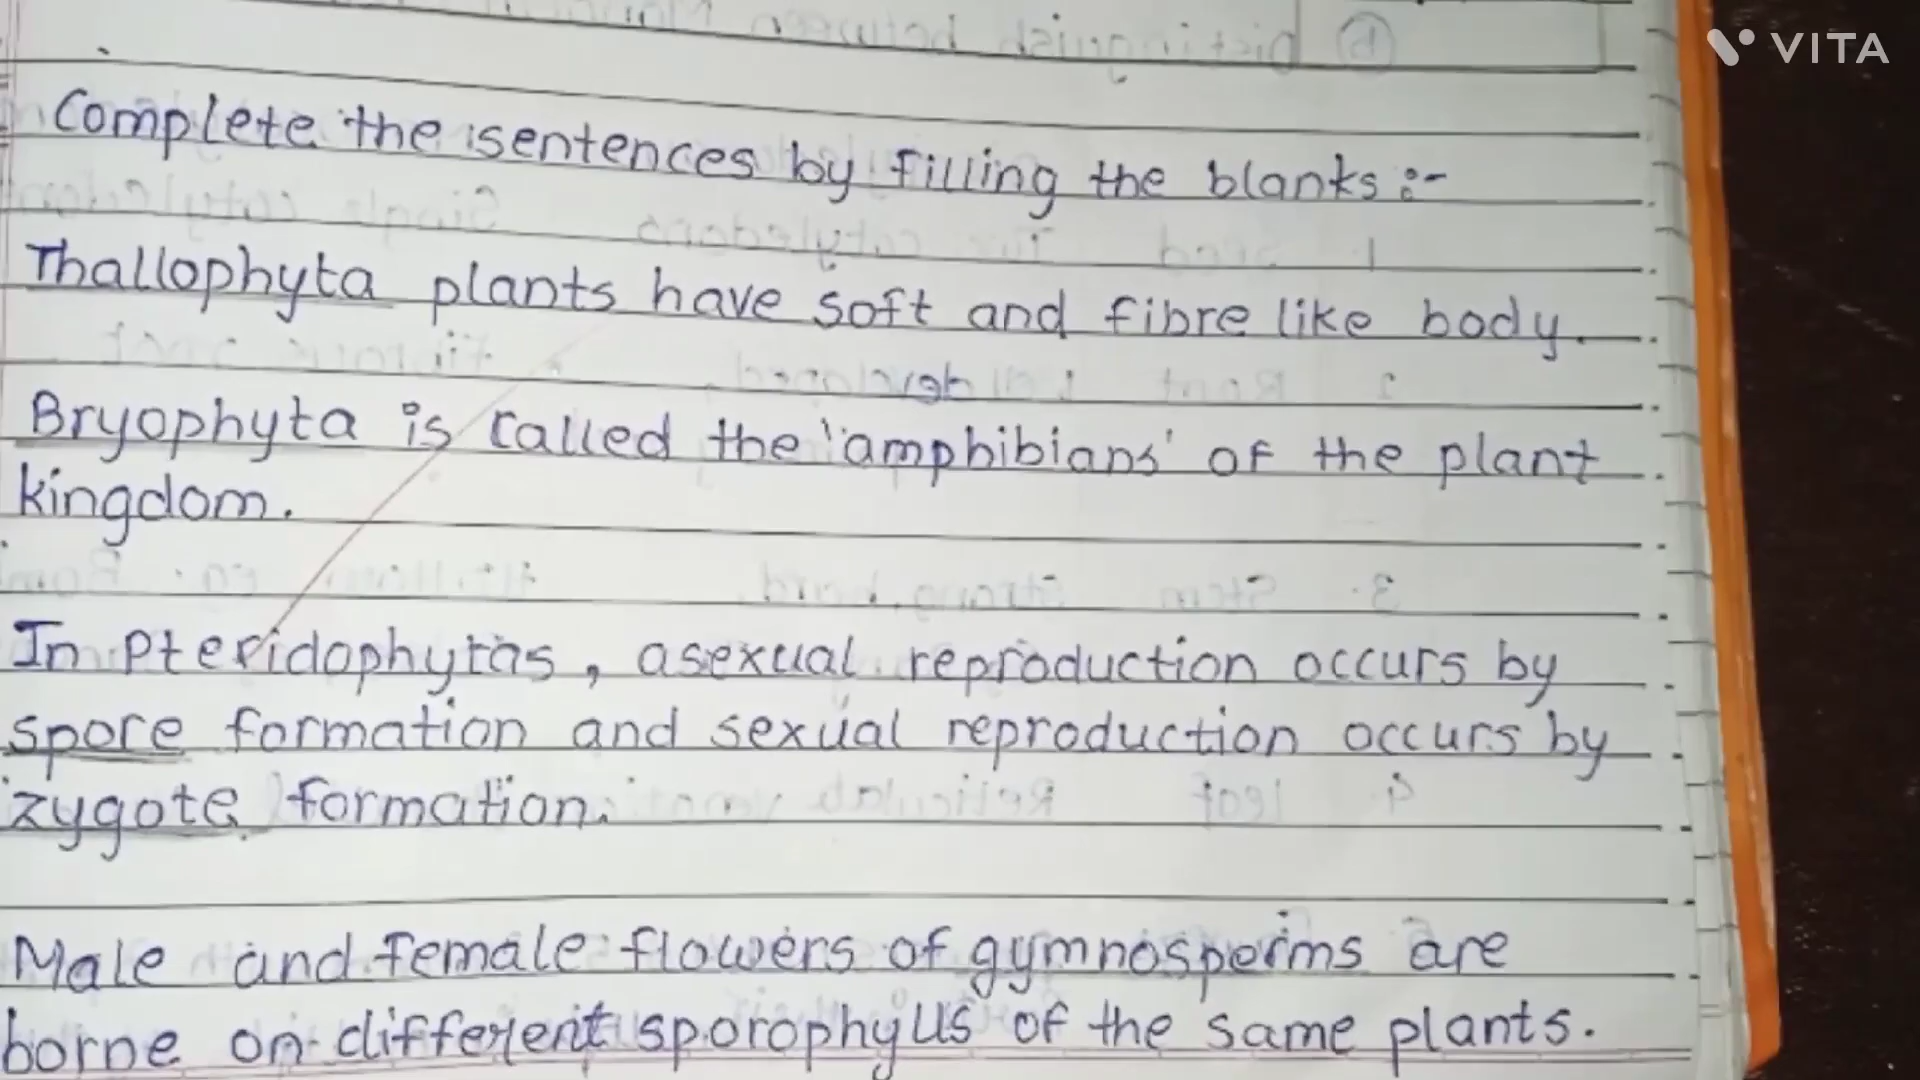 VITA
b Distinguish between
Complete the sentences by filling the blanks :-
Thallophyta plants have soft and fibre like body.
Bryophyta is called the 'amphibians' of the plant
kingdom.
In Pteridophytas, asexual reproduction occurs by
spore formation and sexual reproduction occurs by
zygote formation.
Male and female flowers of gymnosperms are
borne on different sporophylls of the same plants.